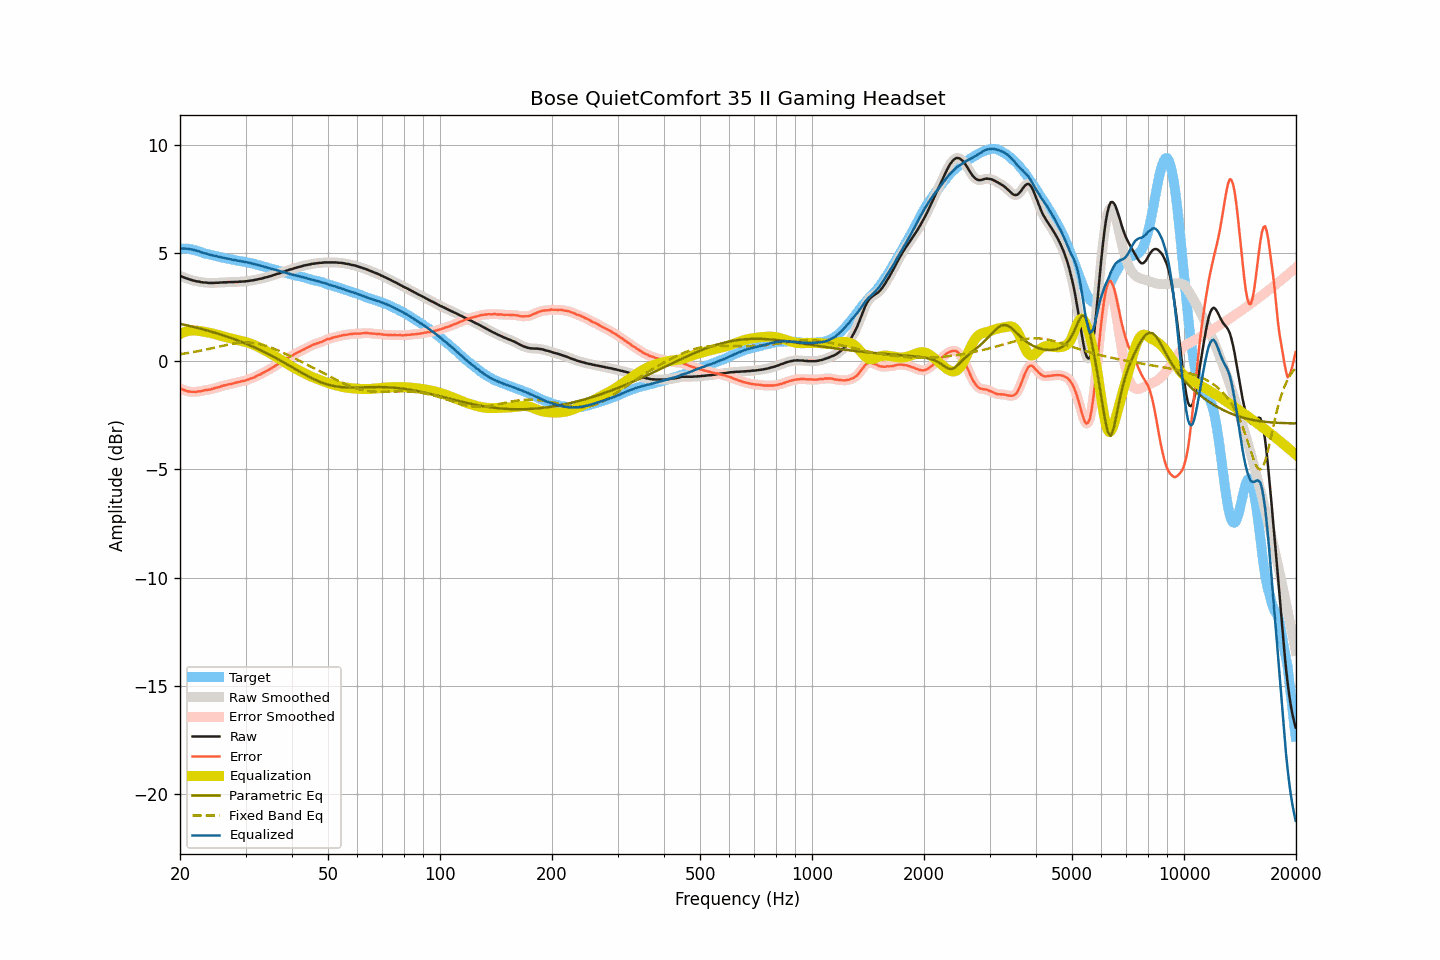 Bose QuietComfort 35 II Gaming Headset
10
5
0
−5
−10
−15
−20
Amplitude (dBr)
Target
Raw Smoothed
Error Smoothed
Raw
Error
Equalization
Parametric Eq
Fixed Band Eq
Equalized
20 50 100 200 500 1000 2000 5000 10000 20000
Frequency (Hz)